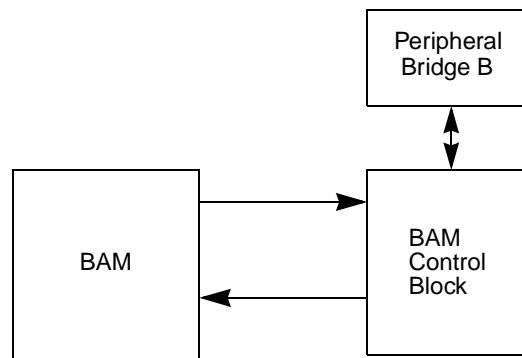 Peripheral
Bridge B
BAM
BAM
Control
Block